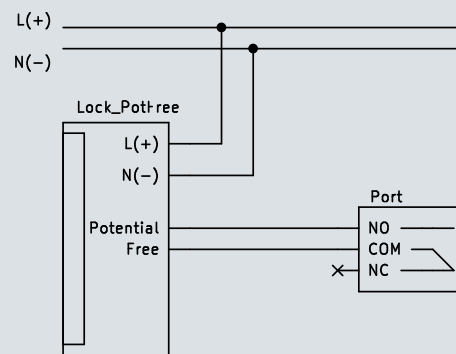 L(+)
N(-)
Lock_PotFree
L(+)
N(-)
Port
Potential
NO
Free
COM
NC